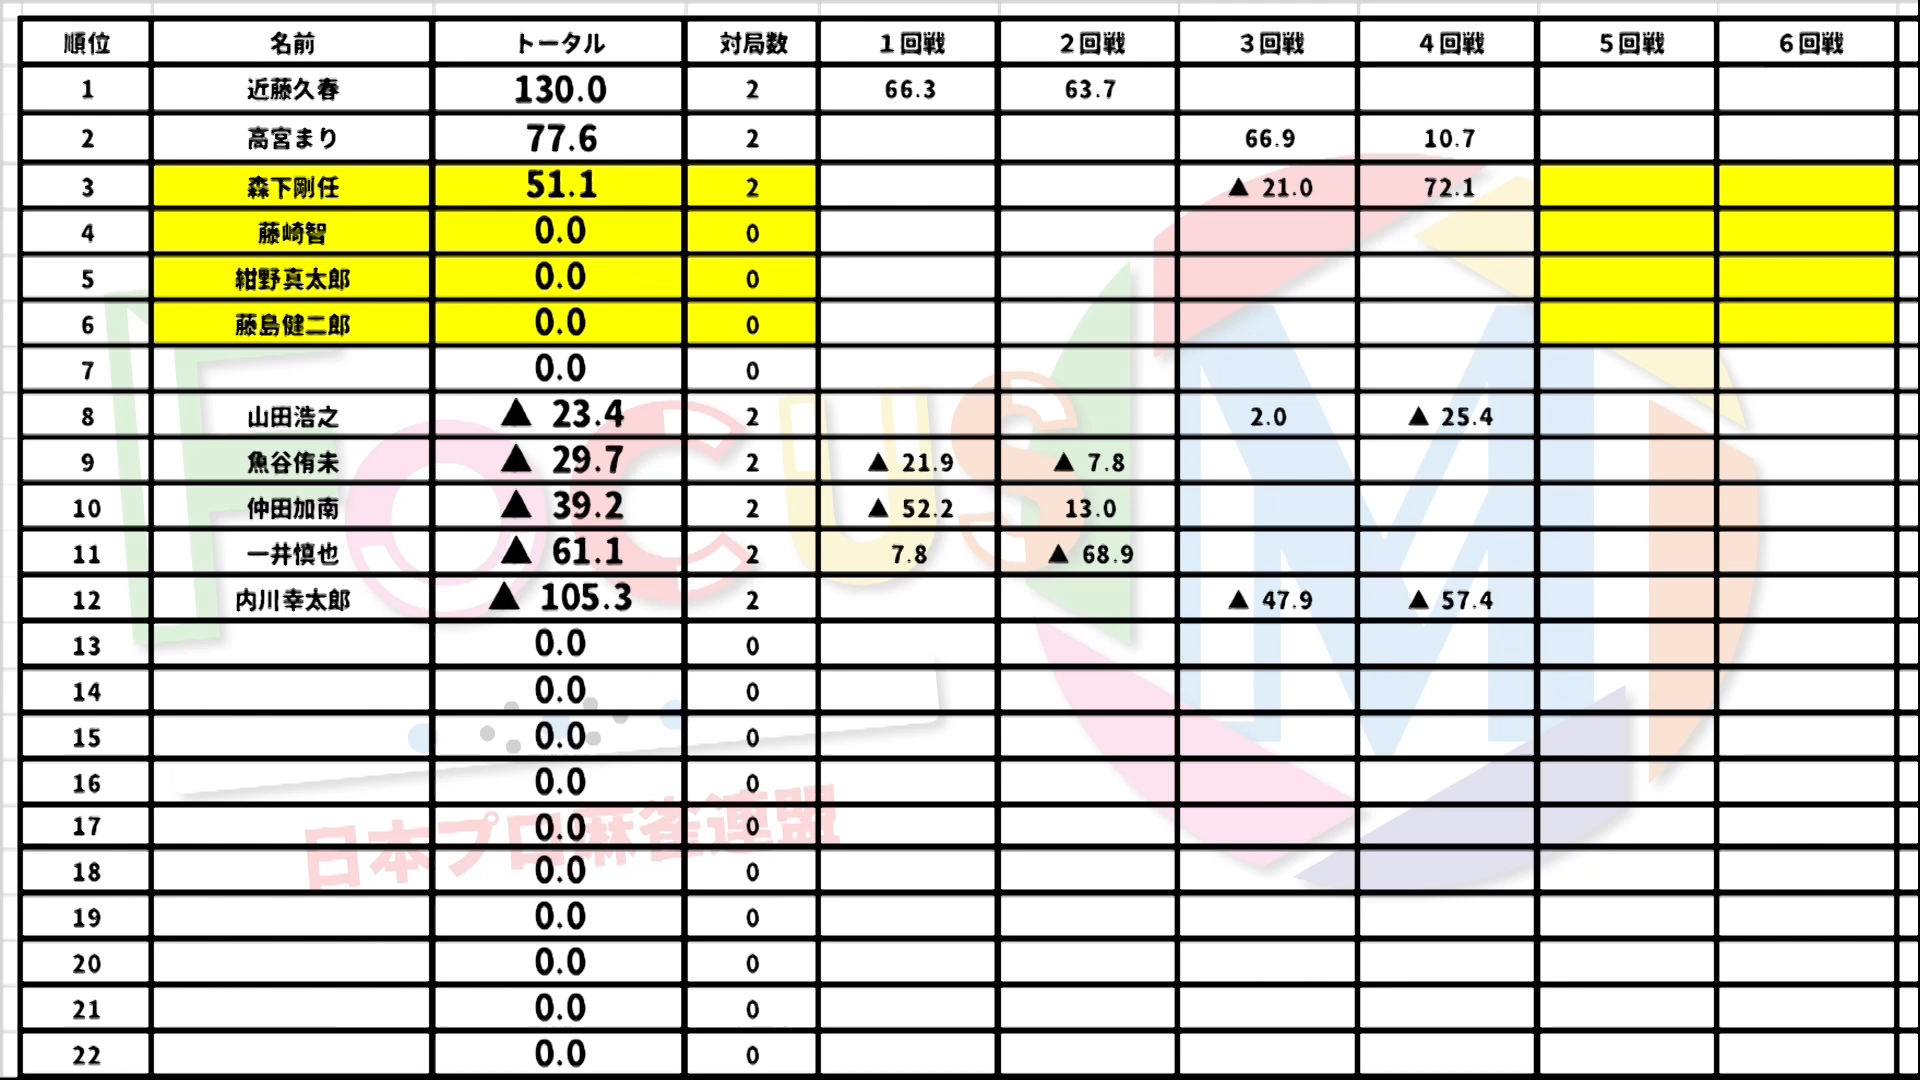 順位 名前 トータル 対局数 １回戦 ２回戦 ３回戦 ４回戦 ５回戦 ６回戦
1 近藤久春 130.0 2 66.3 63.7
2 高宮まり 77.6 2 66.9 10.7
3 森下剛任 51.1 2 ▲ 21.0 72.1
4 藤崎智 0.0 0
5 紺野真太郎 0.0 0
6 藤島健二郎 0.0 0
7 0.0 0
8 山田浩之 ▲ 23.4 2 2.0 ▲ 25.4
9 魚谷侑未 ▲ 29.7 2 ▲ 21.9 ▲ 7.8
10 仲田加南 ▲ 39.2 2 ▲ 52.2 13.0
11 一井慎也 ▲ 61.1 2 7.8 ▲ 68.9
12 内川幸太郎 ▲ 105.3 2 ▲ 47.9 ▲ 57.4
13 0.0 0
14 0.0 0
15 0.0 0
16 0.0 0
17 0.0 0
18 0.0 0
19 0.0 0
20 0.0 0
21 0.0 0
22 0.0 0
Focus M
日本プロ麻雀連盟